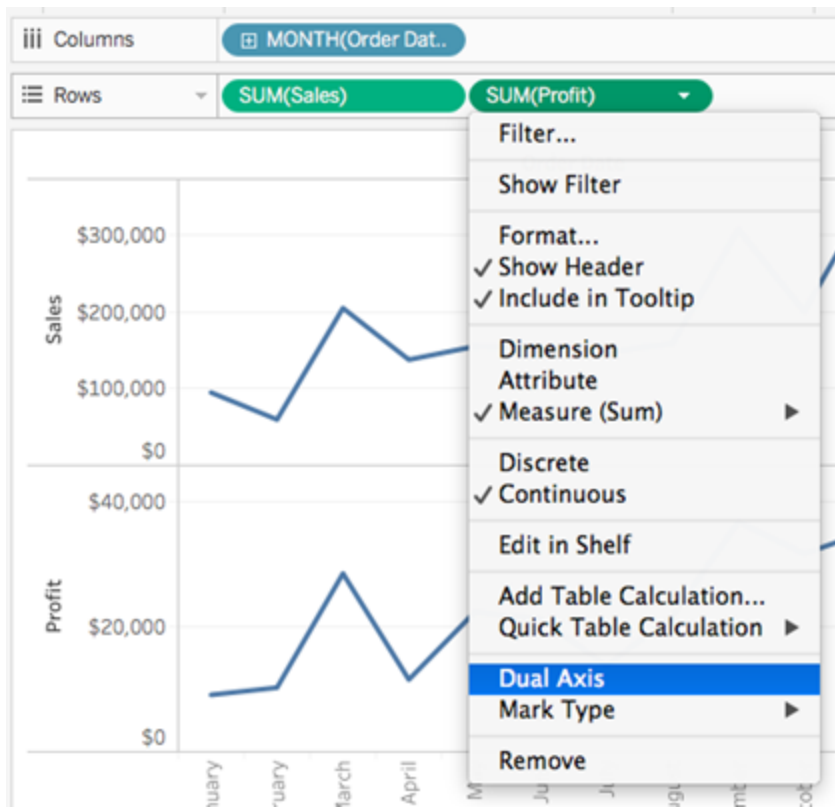 Columns
MONTH(Order Dat..
Rows
SUM(Sales)
SUM(Profit)
Filter...
Show Filter
Format...
Show Header
Include in Tooltip
Dimension
Attribute
Measure (Sum)
Discrete
Continuous
Edit in Shelf
Add Table Calculation...
Quick Table Calculation
Dual Axis
Mark Type
Remove
Sales
$300,000
$200,000
$100,000
$0
Profit
$40,000
$20,000
$0
April